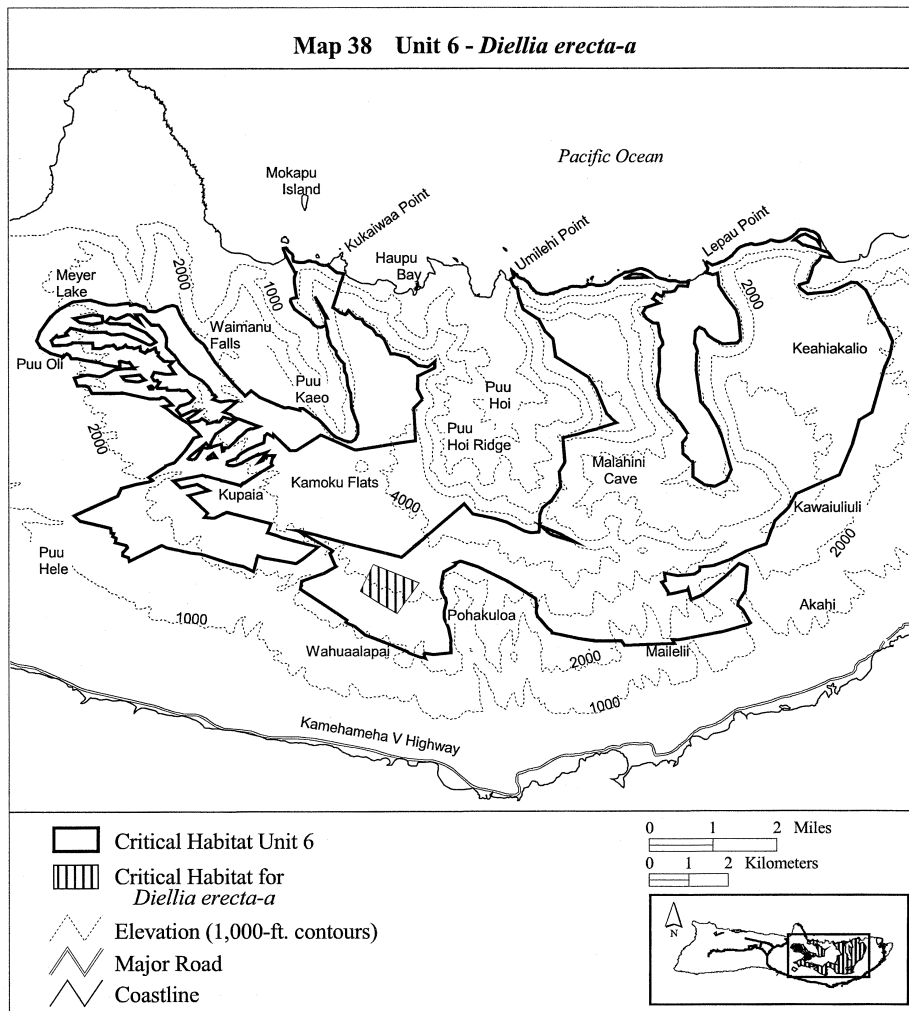 Map 38 Unit 6 - Diellia erecta-a
Pacific Ocean
Mokapu
Island
Kukaiwaa Point
Haupu
Bay
Umilehi Point
Lepau Point
Meyer
Lake
2000
1000
Waimanu
Falls
2000
Keahiakalio
Puu Oli
Puu
Kaeo
Puu
Hoi
Puu
Hoi Ridge
2000
Malahini
Cave
Kupaia
Kamoku Flats
4000
Kawaiuliuli
2000
Puu
Hele
1000
Pohakuloa
Akahi
Wahuaalapai
2000
Mailelii
1000
Kamehameha V Highway
Critical Habitat Unit 6
Critical Habitat for
Diellia erecta-a
Elevation (1,000-ft. contours)
Major Road
Coastline
0 1 2 Miles
0 1 2 Kilometers
N